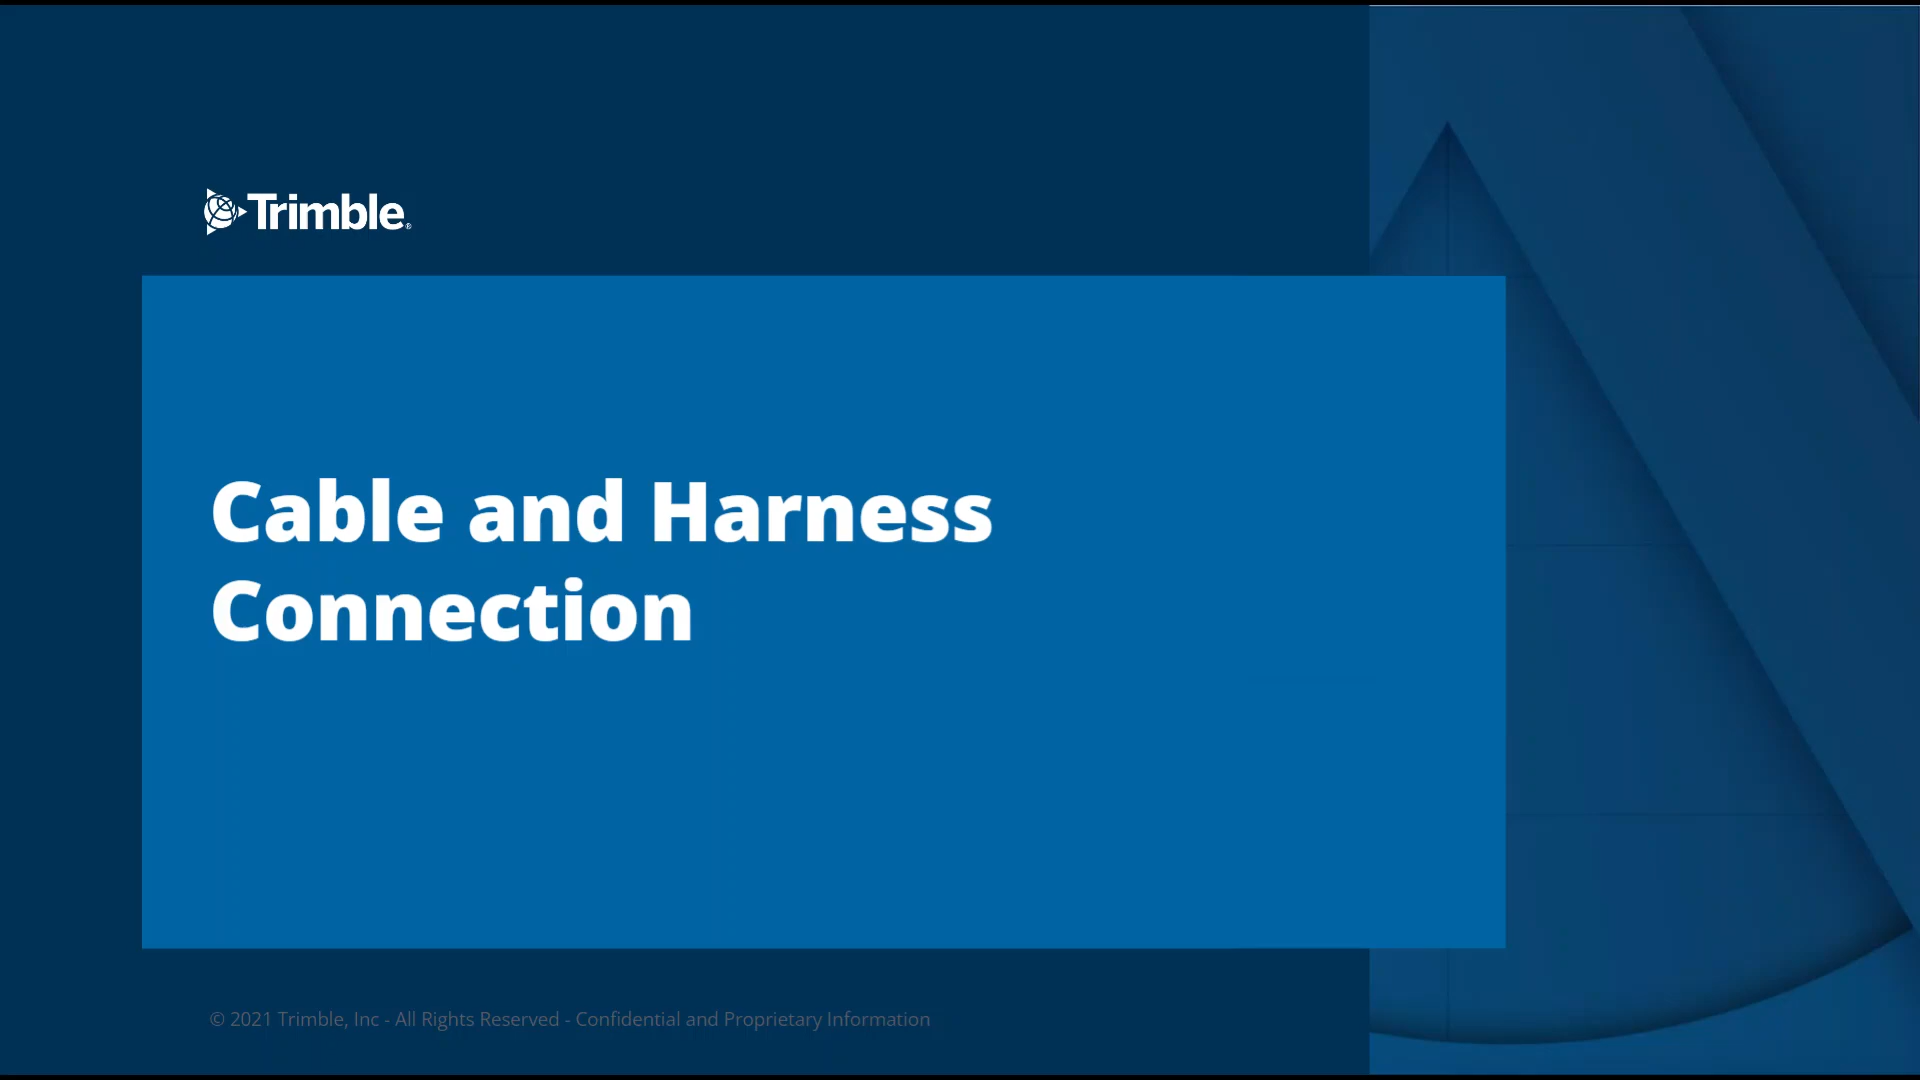 Trimble®
Cable and Harness
Connection
© 2021 Trimble, Inc - All Rights Reserved - Confidential and Proprietary Information